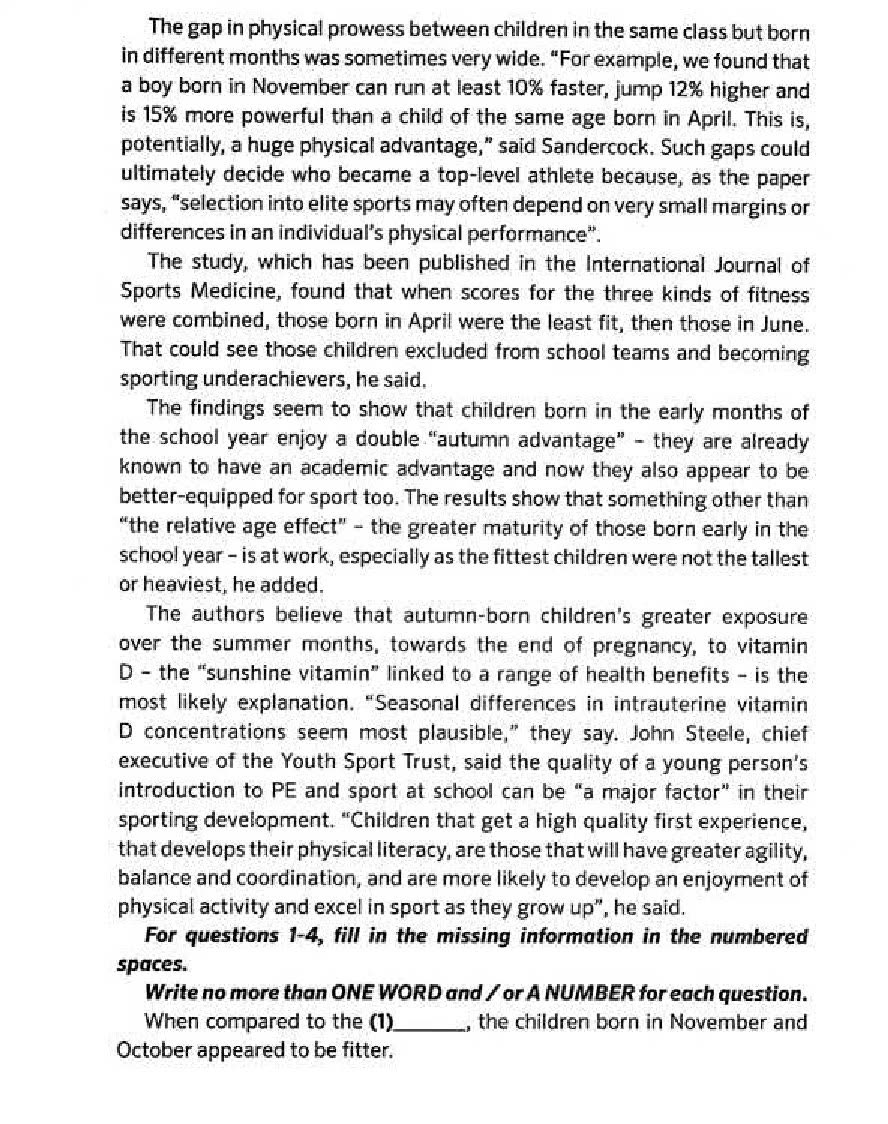 The gap in physical prowess between children in the same class but born
in different months was sometimes very wide. "For example, we found that
a boy born in November can run at least 10% faster, jump 12% higher and
is 15% more powerful than a child of the same age born in April. This is,
potentially, a huge physical advantage," said Sandercock. Such gaps could
ultimately decide who became a top-level athlete because, as the paper
says, "selection into elite sports may often depend on very small margins or
differences in an individual's physical performance".
The study, which has been published in the International Journal of
Sports Medicine, found that when scores for the three kinds of fitness
were combined, those born in April were the least fit, then those in June.
That could see those children excluded from school teams and becoming
sporting underachievers, he said.
The findings seem to show that children born in the early months of
the school year enjoy a double "autumn advantage" - they are already
known to have an academic advantage and now they also appear to be
better-equipped for sport too. The results show that something other than
"the relative age effect" - the greater maturity of those born early in the
school year - is at work, especially as the fittest children were not the tallest
or heaviest, he added.
The authors believe that autumn-born children's greater exposure
over the summer months, towards the end of pregnancy, to vitamin
D - the "sunshine vitamin" linked to a range of health benefits - is the
most likely explanation. "Seasonal differences in intrauterine vitamin
D concentrations seem most plausible," they say. John Steele, chief
executive of the Youth Sport Trust, said the quality of a young person's
introduction to PE and sport at school can be "a major factor" in their
sporting development. "Children that get a high quality first experience,
that develops their physical literacy, are those that will have greater agility,
balance and coordination, and are more likely to develop an enjoyment of
physical activity and excel in sport as they grow up", he said.
For questions 1-4, fill in the missing information in the numbered
spaces.
Write no more than ONE WORD and / or A NUMBER for each question.
When compared to the (1)______, the children born in November and
October appeared to be fitter.